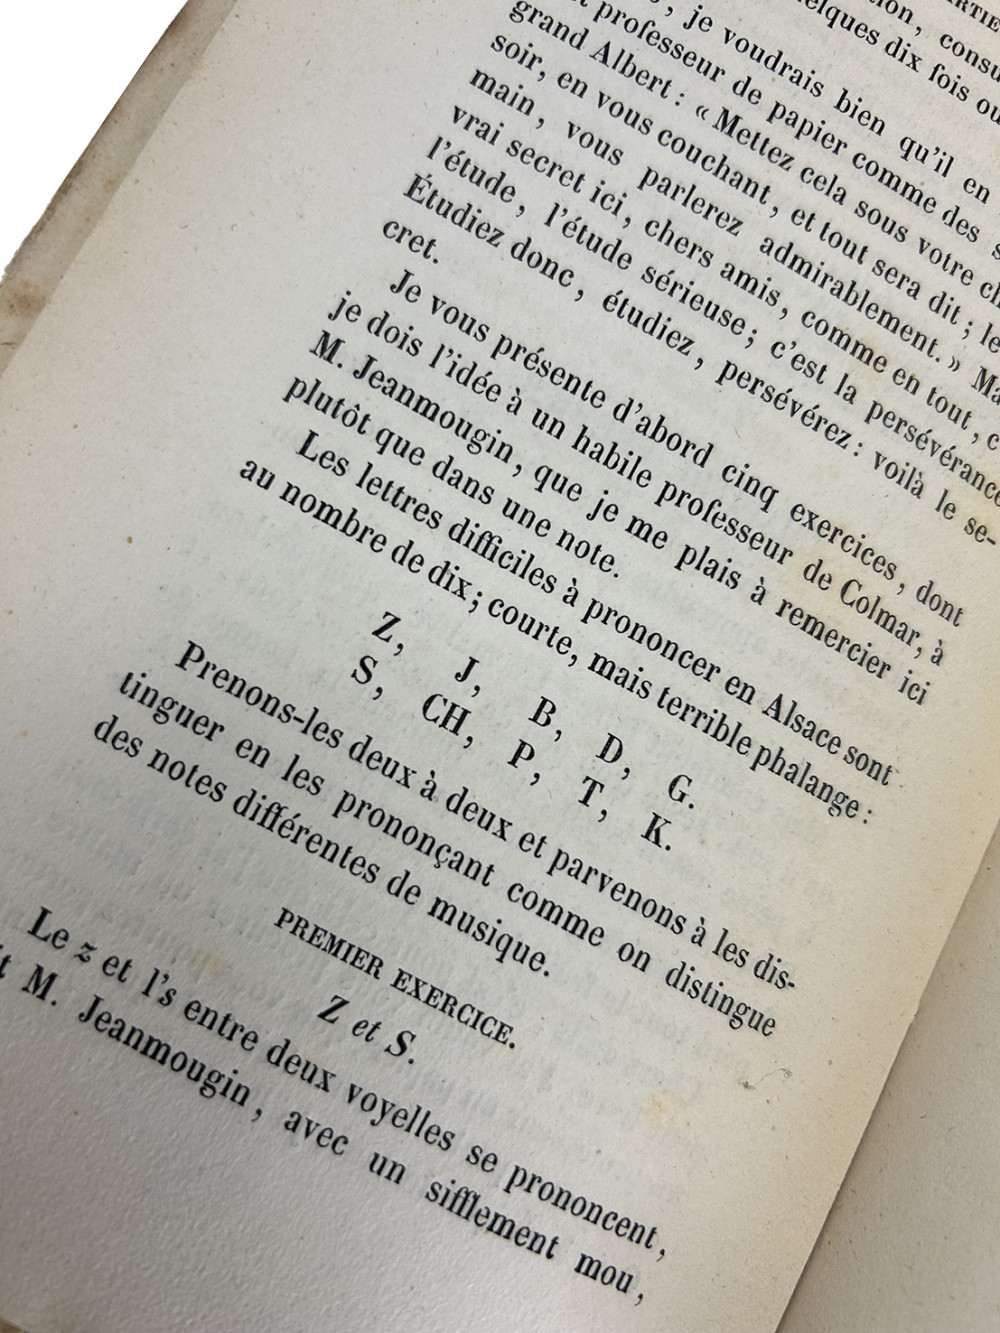 consu
, je voudrais bien qu'il en
professeur de papier comme des
grand Albert : « Mettez cela sous votre
soir, en vous couchant, et tout sera dit ; le
main, vous parlerez admirablement. »
vrai secret ici, chers amis, comme en tout, c
l'étude, l'étude sérieuse ; c'est la persévérance
Étudiez donc, étudiez, persévérez : voilà le se-
cret.
Je vous présente d'abord cinq exercices, dont
je dois l'idée à un habile professeur de Colmar, à
M. Jeanmougin, que je me plais à remercier ici
plutôt que dans une note.
Les lettres difficiles à prononcer en Alsace sont
au nombre de dix ; courte, mais terrible phalange :
Z, J, B, D, G.
S, CH, P, T, K.
Prenons-les deux à deux et parvenons à les dis-
tinguer en les prononçant comme on distingue
des notes différentes de musique.
PREMIER EXERCICE.
Z et S.
Le z et l's entre deux voyelles se prononcent,
t M. Jeanmougin, avec un sifflement mou,